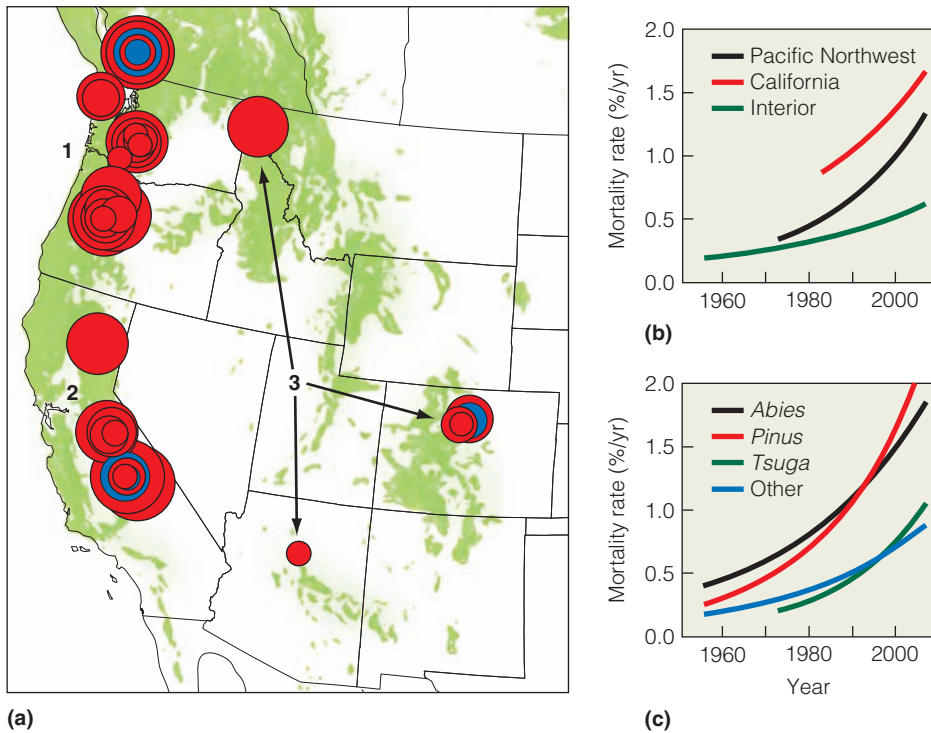 1
2
3
(a)
Mortality rate (%/yr)
2.0
1.5
1.0
0.5
0.0
Pacific Northwest
California
Interior
1960 1980 2000
(b)
Mortality rate (%/yr)
2.0
1.5
1.0
0.5
0.0
Abies
Pinus
Tsuga
Other
1960 1980 2000
Year
(c)